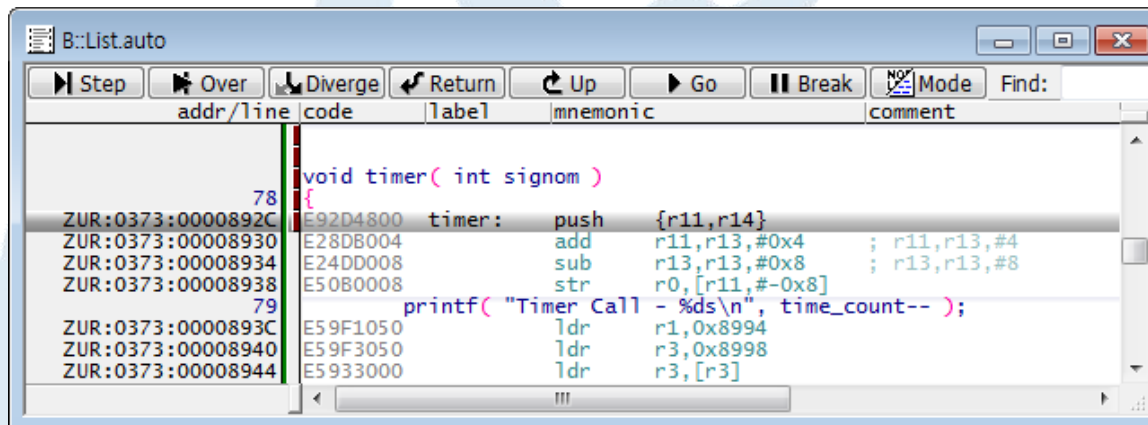 B::List.auto
Step Over Diverge Return Up Go Break Mode Find:
addr/line code label mnemonic comment
void timer( int signom )
78 {
ZUR:0373:0000892C E92D4800 timer: push {r11,r14}
ZUR:0373:00008930 E28DB004 add r11,r13,#0x4 ; r11,r13,#4
ZUR:0373:00008934 E24DD008 sub r13,r13,#0x8 ; r13,r13,#8
ZUR:0373:00008938 E50B0008 str r0,[r11,#-0x8]
79 printf( "Timer Call - %ds\n", time_count-- );
ZUR:0373:0000893C E59F1050 ldr r1,0x8994
ZUR:0373:00008940 E59F3050 ldr r3,0x8998
ZUR:0373:00008944 E5933000 ldr r3,[r3]